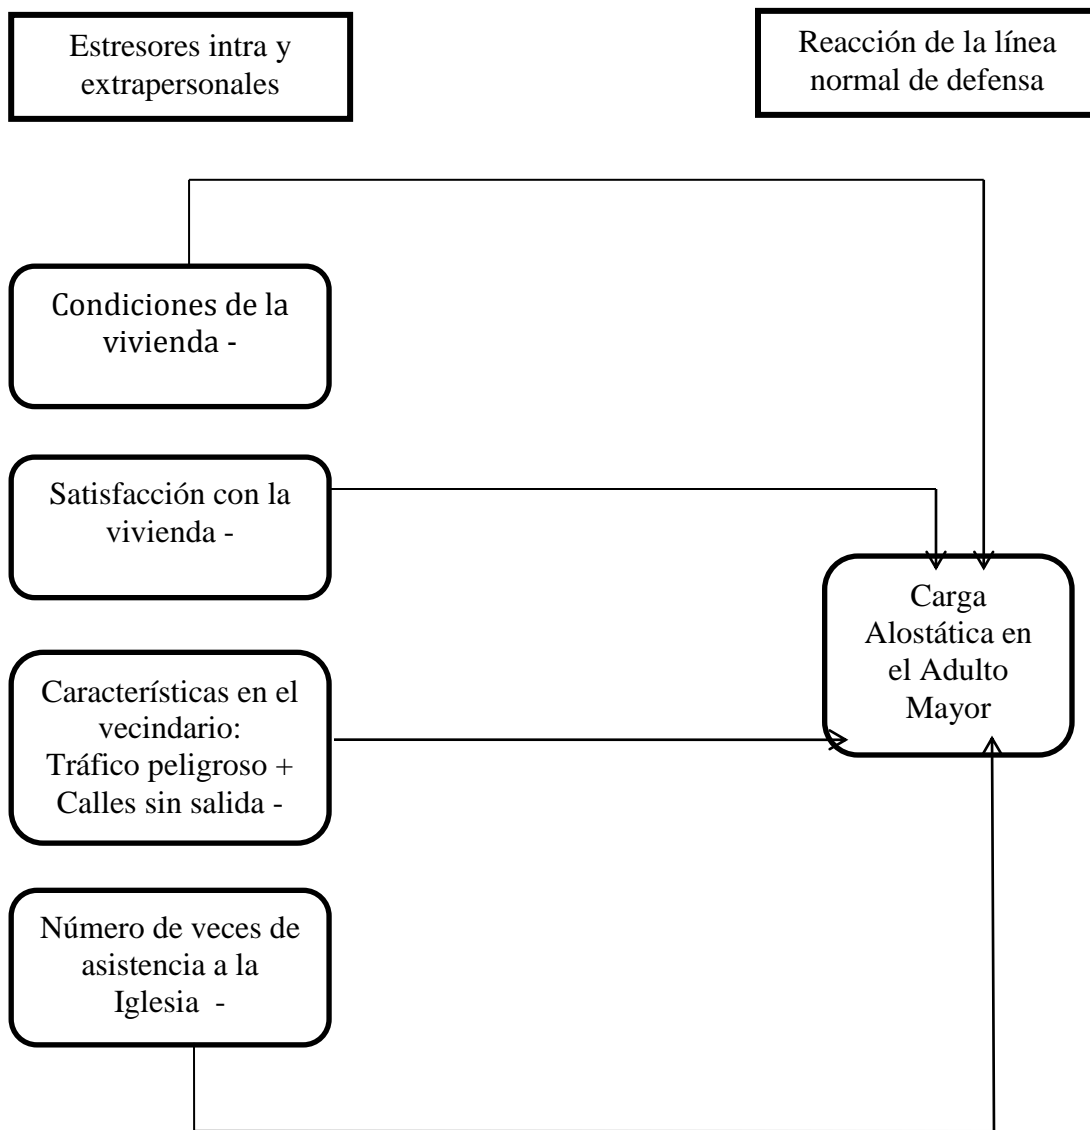 Estresores intra y
extrapersonales
Reacción de la línea
normal de defensa
Condiciones de la
vivienda -
Satisfacción con la
vivienda -
Características en el
vecindario:
Tráfico peligroso +
Calles sin salida -
Número de veces de
asistencia a la
Iglesia  -
Carga
Alostática en
el Adulto
Mayor